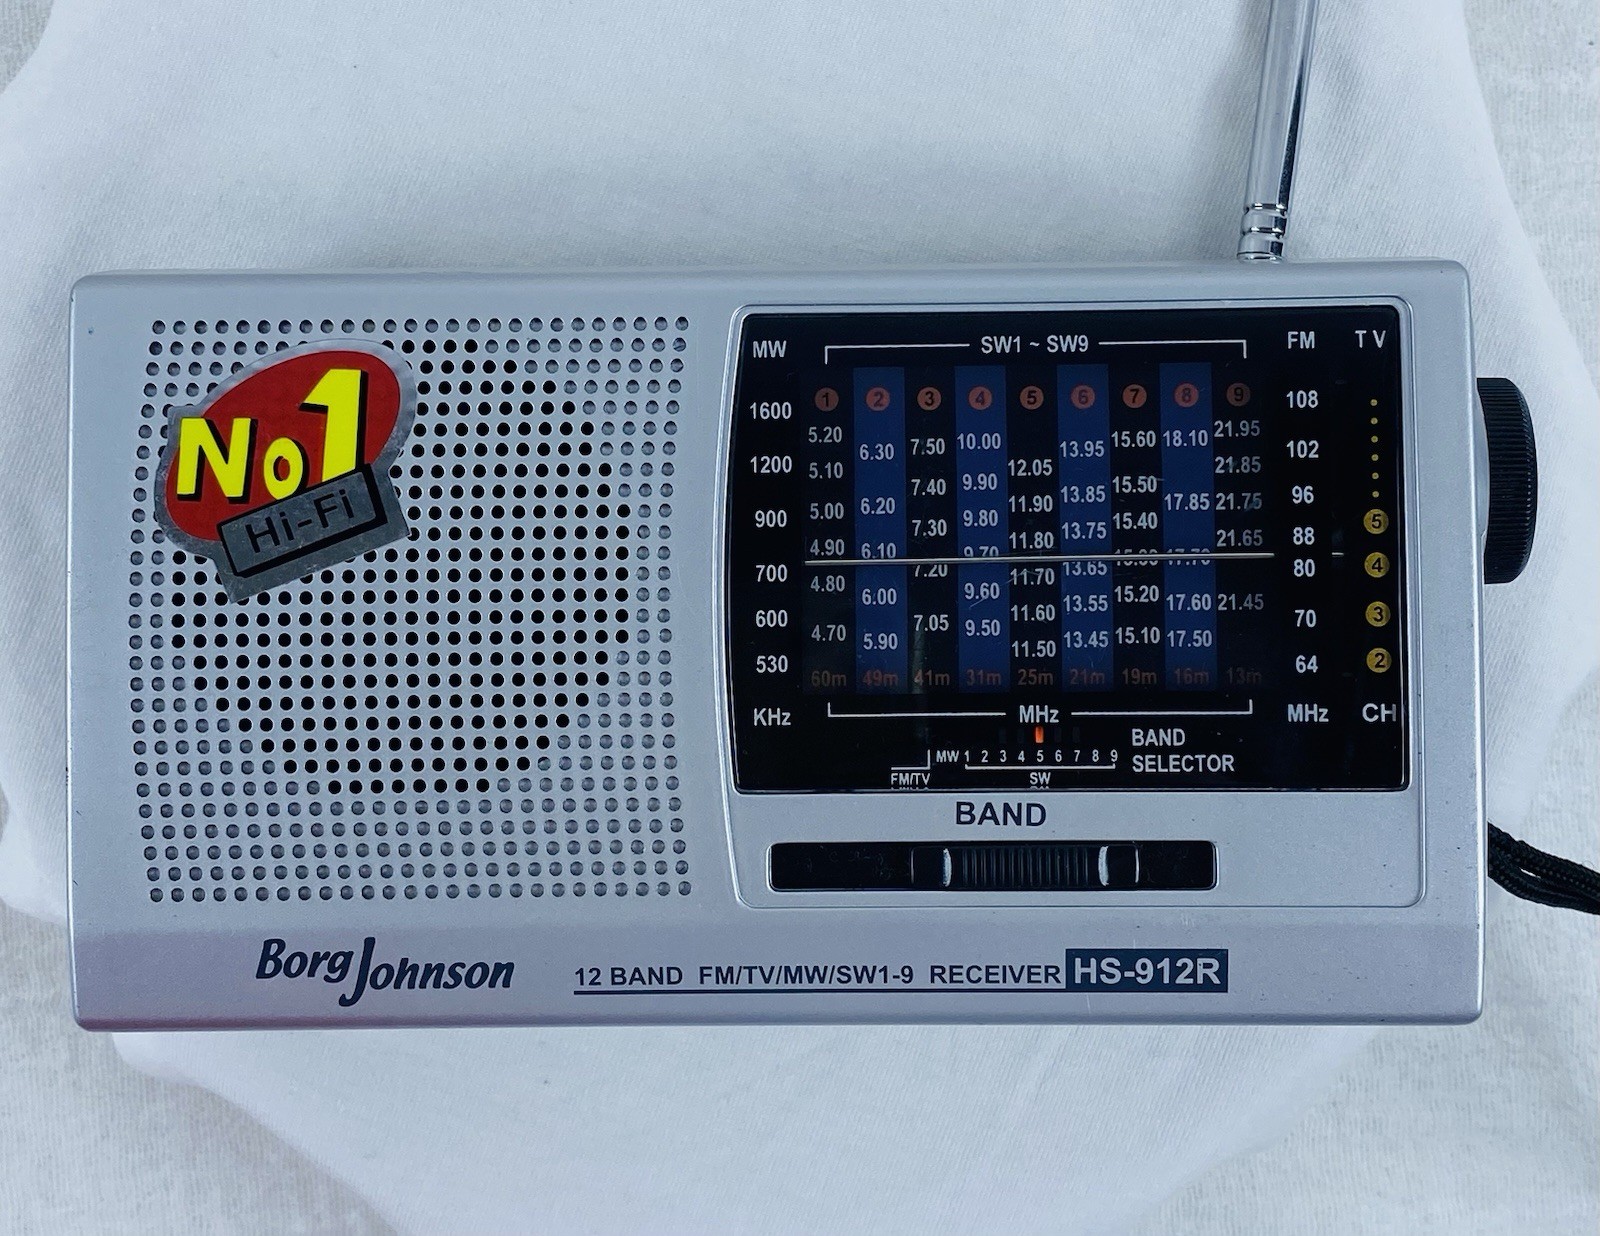 No1
Hi-Fi
MW SW1 ~ SW9 FM TV
1 2 3 4 5 6 7 8 9
1600 1200 900 700 600 530 KHz
5.20 5.10 5.00 4.90 4.80 4.70 60m
6.30 6.20 6.10 6.00 5.90 49m
7.50 7.40 7.30 7.20 7.05 41m
10.00 9.90 9.80 9.70 9.60 9.50 31m
12.05 11.90 11.80 11.70 11.60 11.50 25m
13.95 13.85 13.75 13.65 13.55 13.45 21m
15.60 15.50 15.40 15.20 15.10 19m
18.10 17.85 17.70 17.60 17.50 16m
21.95 21.85 21.75 21.65 21.45 13m
108 102 96 88 80 70 64 MHz
5 4 3 2 CH
MHz
MW 1 2 3 4 5 6 7 8 9
FM/TV SW
BAND
SELECTOR
BAND
Borg Johnson
12 BAND FM/TV/MW/SW1-9 RECEIVER HS-912R